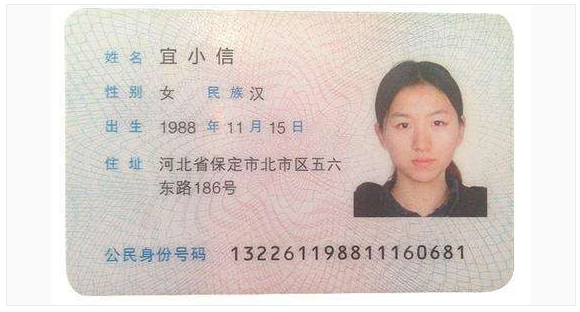 姓名 宜小信
性别 女 民族 汉
出生 1988 年 11 月 15 日
住址 河北省保定市北市区五六
东路186号
公民身份号码 132261198811160681